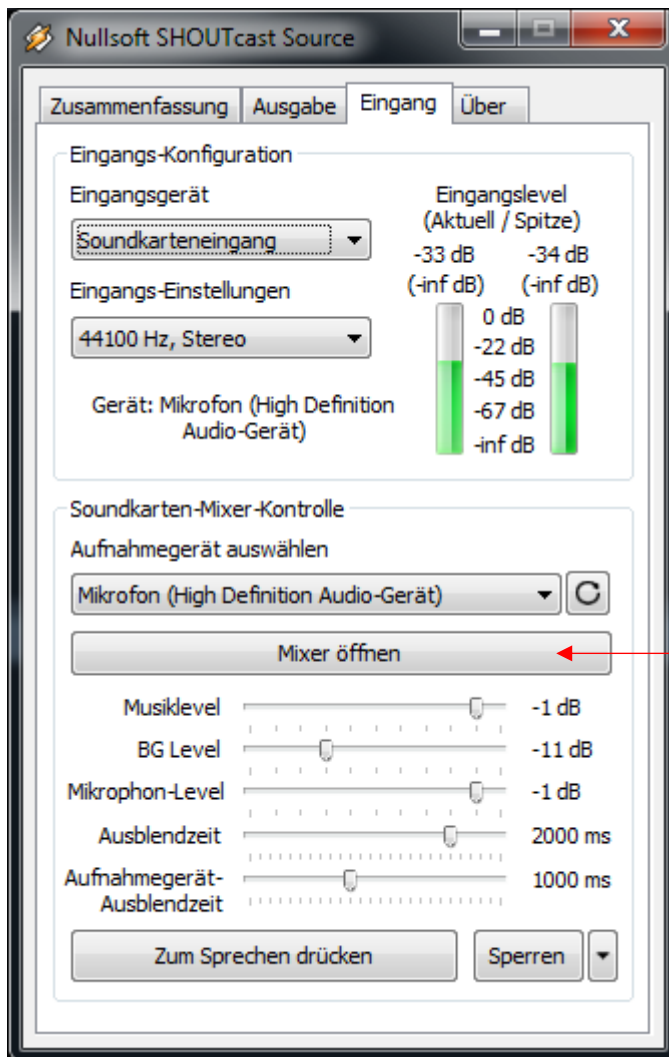 Nullsoft SHOUTcast Source
Zusammenfassung Ausgabe Eingang Über
Eingangs-Konfiguration
Eingangsgerät
Soundkarteneingang
Eingangs-Einstellungen
44100 Hz, Stereo
Gerät: Mikrofon (High Definition
Audio-Gerät)
Eingangslevel
(Aktuell / Spitze)
-33 dB -34 dB
(-inf dB) (-inf dB)
0 dB
-22 dB
-45 dB
-67 dB
-inf dB
Soundkarten-Mixer-Kontrolle
Aufnahmegerät auswählen
Mikrofon (High Definition Audio-Gerät)
Mixer öffnen
Musiklevel -1 dB
BG Level -11 dB
Mikrophon-Level -1 dB
Ausblendzeit 2000 ms
Aufnahmegerät- 1000 ms
Ausblendzeit
Zum Sprechen drücken Sperren